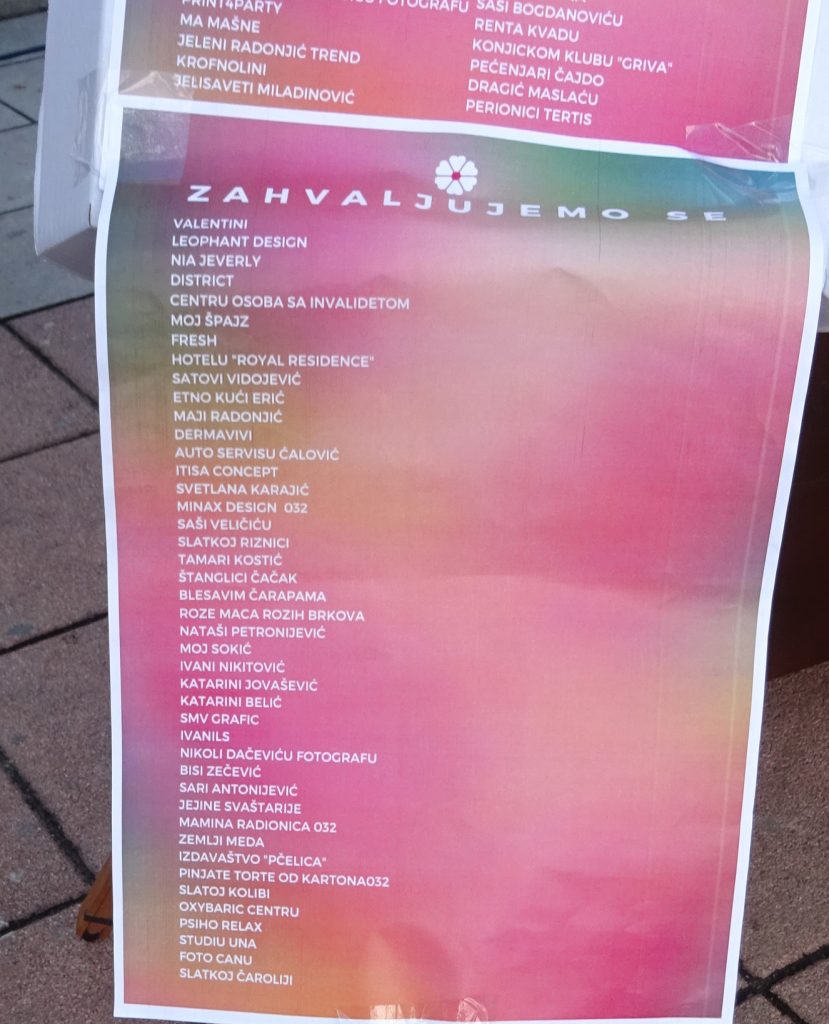 PRINT4PARTY
MA MAŠNE
JELENI RADONJIĆ TREND
KROFNOLINI
JELISAVETI MILADINOVIĆ
FOTOGRAFU
SAŠI BOGDANOVIĆU
RENTA KVADU
KONJICKOM KLUBU "GRIVA"
PEĆENJARI ČAJDO
DRAGIĆ MASLAĆU
PERIONICI TERTIS
ZAHVALJUJEMO SE
VALENTINI
LEOPHANT DESIGN
NIA JEVERLY
DISTRICT
CENTRU OSOBA SA INVALIDETOM
MOJ ŠPAJZ
FRESH
HOTELU "ROYAL RESIDENCE"
SATOVI VIDOJEVIĆ
ETNO KUĆI ERIĆ
MAJI RADONJIĆ
DERMAVIVI
AUTO SERVISU ĆALOVIĆ
ITISA CONCEPT
SVETLANA KARAJIĆ
MINAX DESIGN 032
SAŠI VELIČIĆU
SLATKOJ RIZNICI
TAMARI KOSTIĆ
ŠTANGLICI ČAČAK
BLESAVIM ČARAPAMA
ROZE MACA ROZIH BRKOVA
NATAŠI PETRONIJEVIĆ
MOJ SOKIĆ
IVANI NIKITOVIĆ
KATARINI JOVAŠEVIĆ
KATARINI BELIĆ
SMV GRAFIC
IVANILS
NIKOLI DAČEVIĆU FOTOGRAFU
BISI ZEČEVIĆ
SARI ANTONIJEVIĆ
JEJINE SVAŠTARIJE
MAMINA RADIONICA 032
ZEMLJI MEDA
IZDAVAŠTVO "PČELICA"
PINJATE TORTE OD KARTONA032
SLATOJ KOLIBI
OXYBARIC CENTRU
PSIHO RELAX
STUDIU UNA
FOTO CANU
SLATKOJ ČAROLIJI